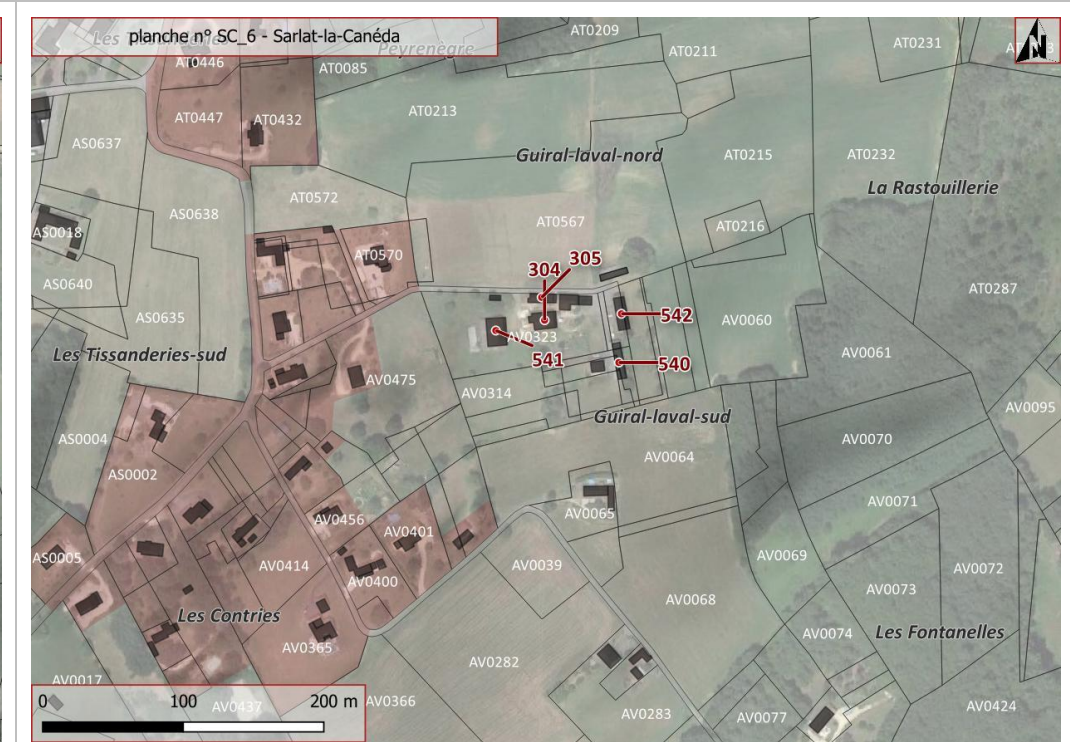 Les Tissanderies
planche n° SC_6 - Sarlat-la-Canéda
Peyrenègre
AT0209
AT0211
AT0231
N
AT0446
AT0085
AT0447
AT0432
AT0213
AS0637
Guiral-laval-nord
AT0215
AT0232
La Rastouillerie
AT0572
AS0638
AT0567
AT0216
AS0018
AT0570
305
304
AS0640
AT0287
AS0635
542
AV0060
AV0323
Les Tissanderies-sud
541
540
AV0061
AV0475
AV0314
AV0095
Guiral-laval-sud
AS0004
AV0070
AV0064
AS0002
AV0071
AV0065
AV0456
AV0401
AS0005
AV0069
AV0039
AV0414
AV0072
AV0400
AV0073
AV0068
Les Contries
AV0074
Les Fontanelles
AV0365
AV0282
AV0017
0 100 200 m
AV0437
AV0366
AV0283
AV0077
AV0424